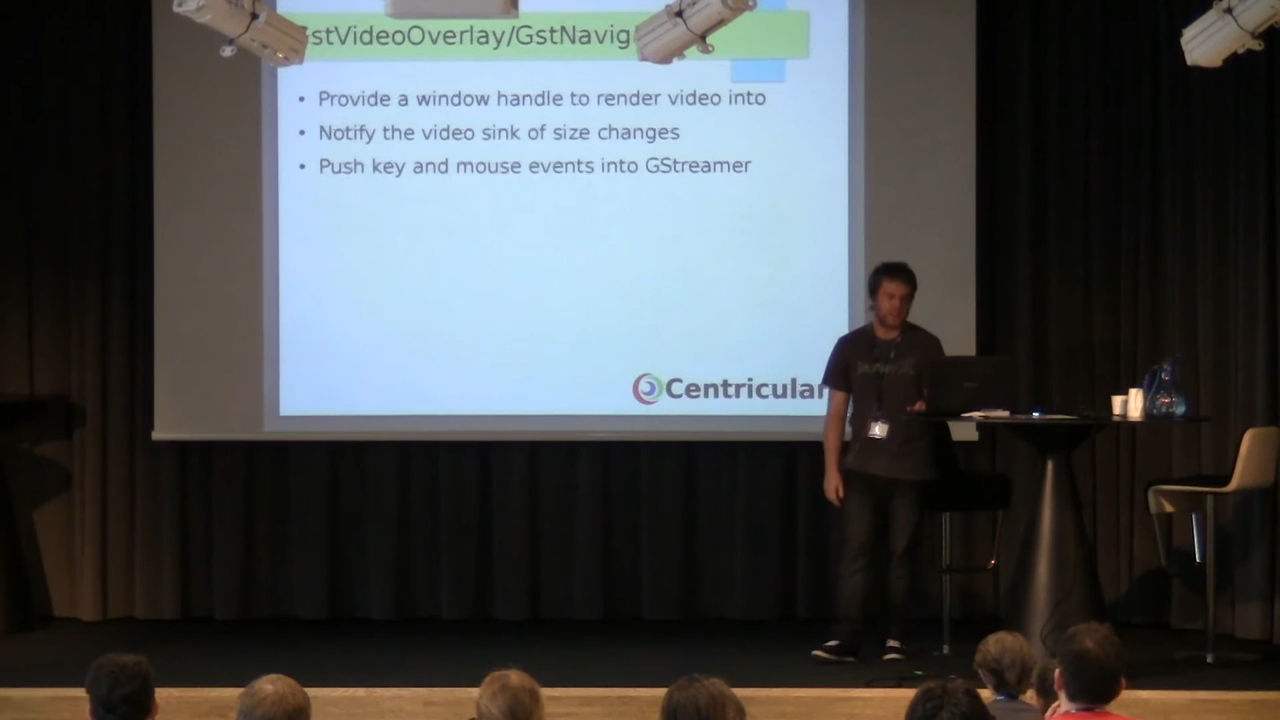 stVideoOverlay/GstNavig
• Provide a window handle to render video into
• Notify the video sink of size changes
• Push key and mouse events into GStreamer
Centricular